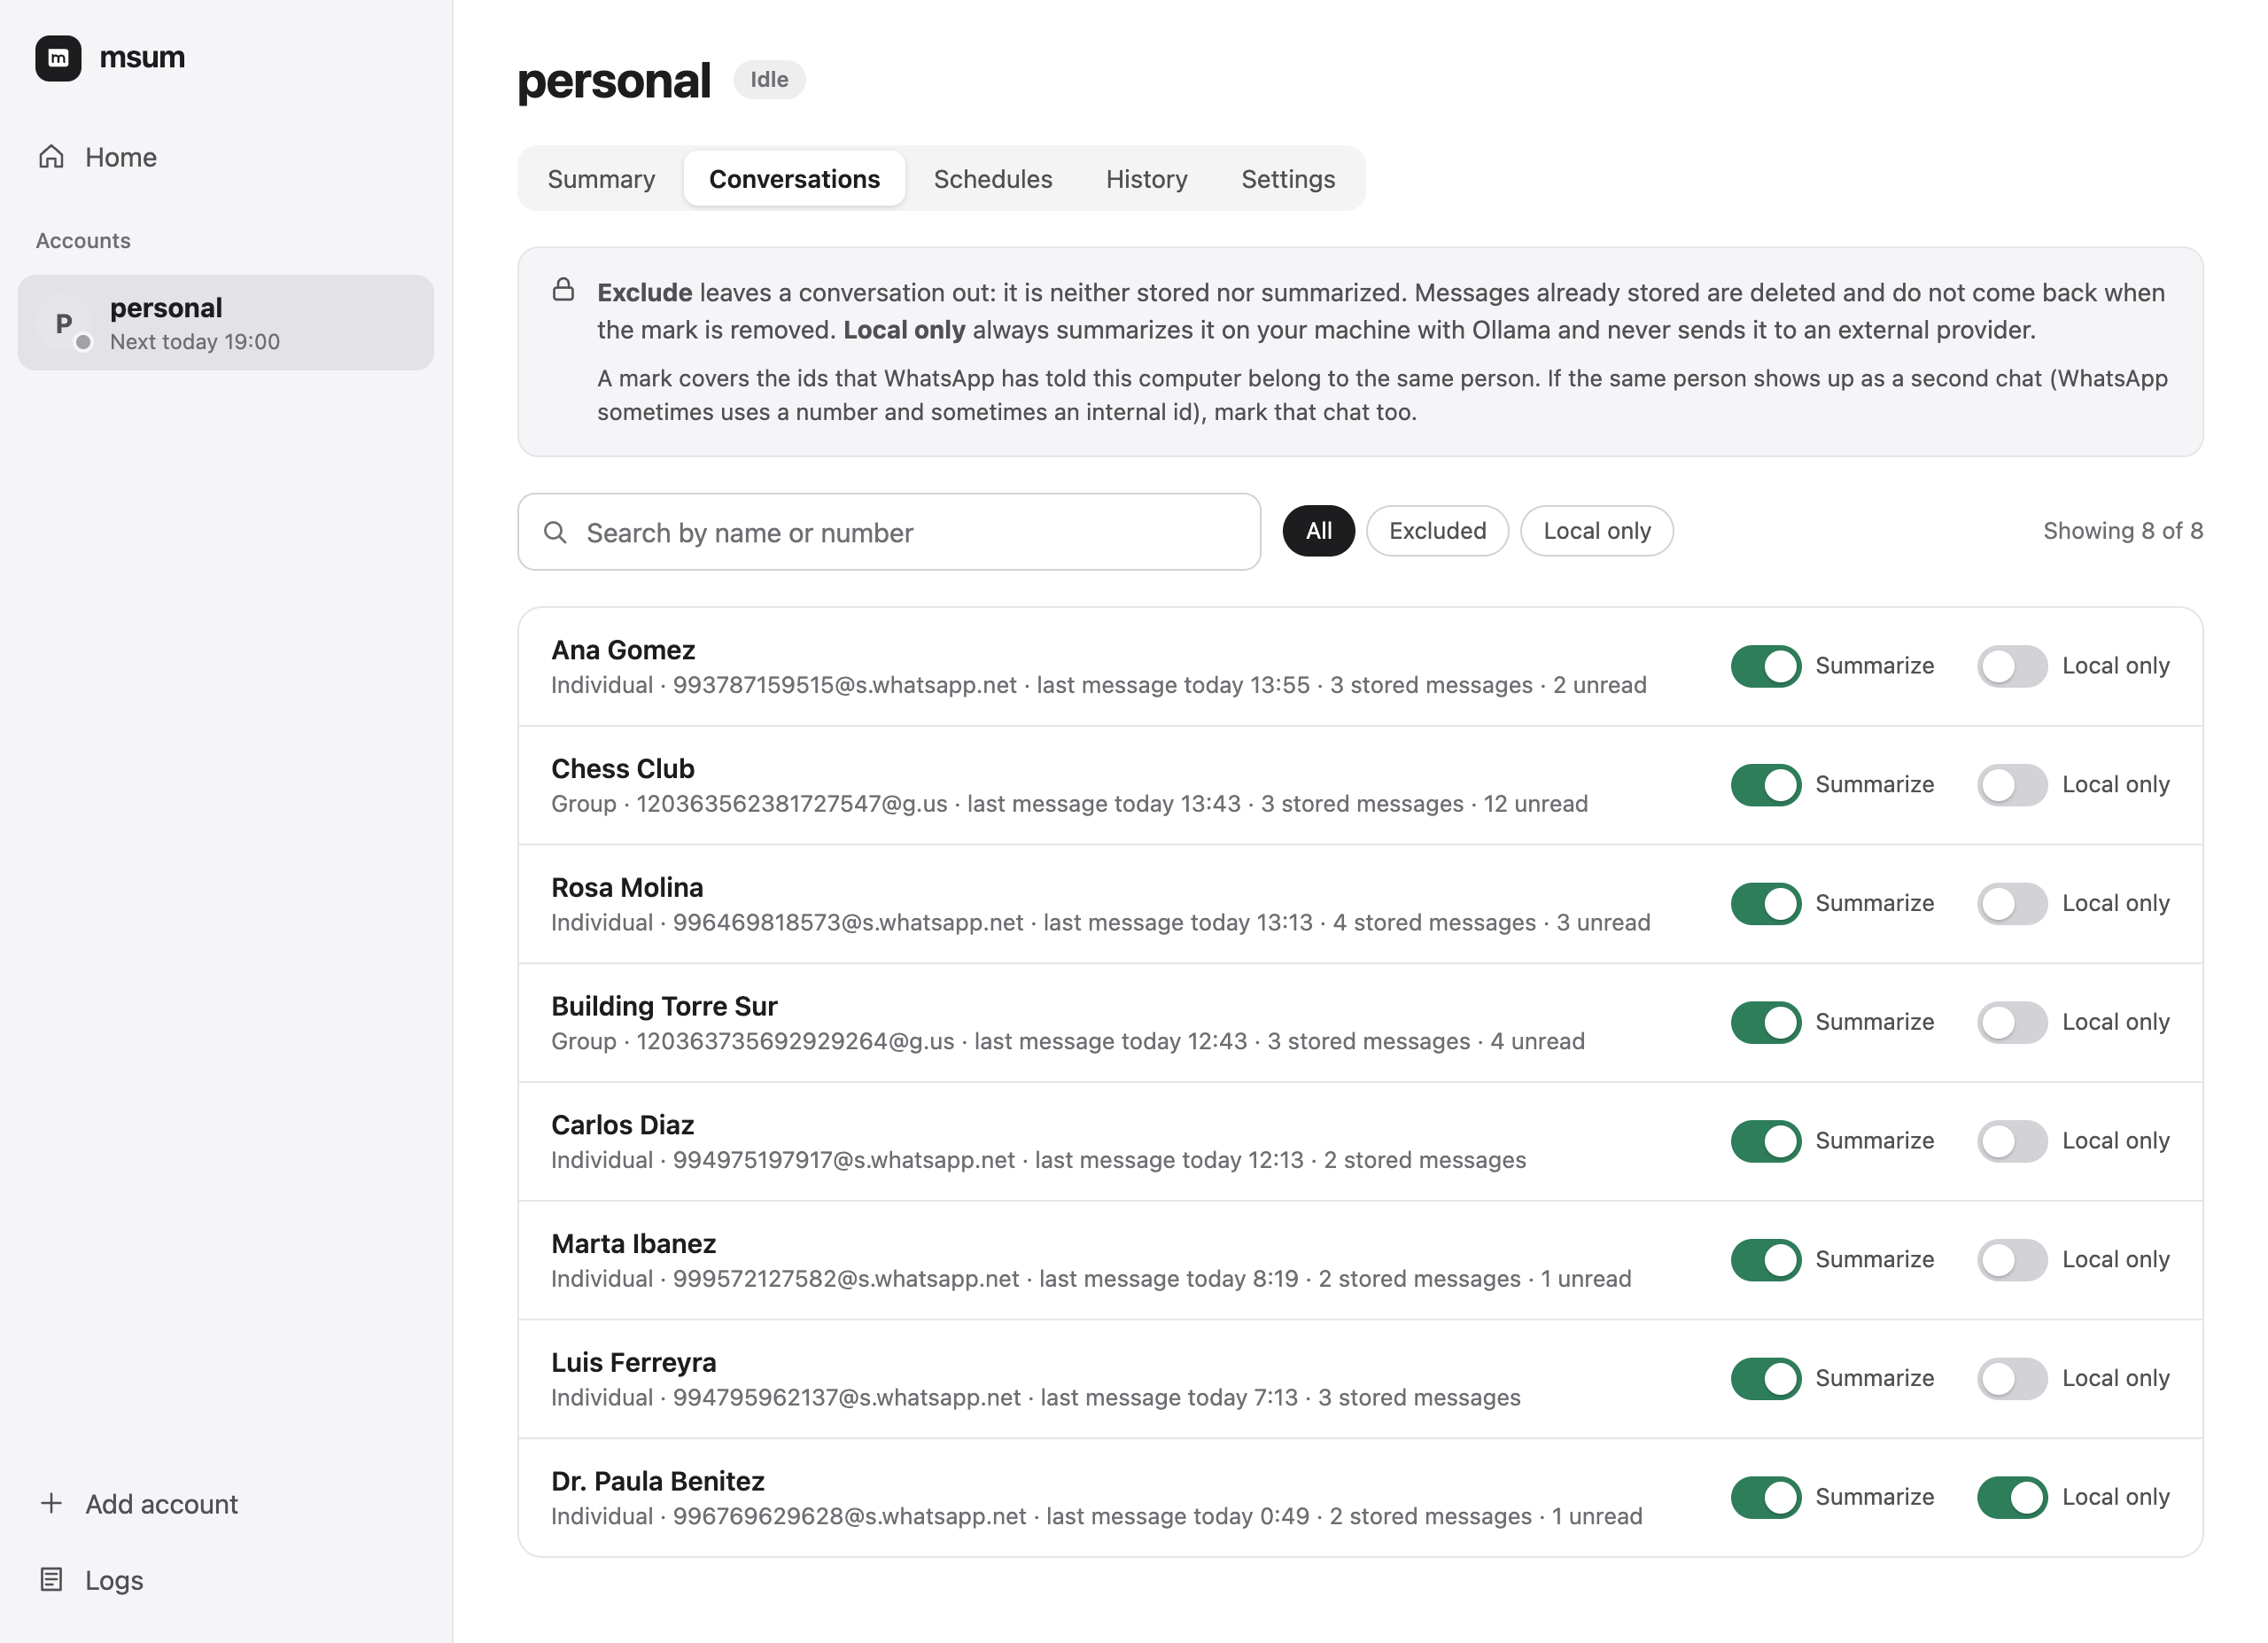 msum
Home
Accounts
P
personal
Next today 19:00
Add account
Logs
personal
Idle
Summary
Conversations
Schedules
History
Settings
Exclude leaves a conversation out: it is neither stored nor summarized. Messages already stored are deleted and do not come back when
the mark is removed. Local only always summarizes it on your machine with Ollama and never sends it to an external provider.
A mark covers the ids that WhatsApp has told this computer belong to the same person. If the same person shows up as a second chat (WhatsApp
sometimes uses a number and sometimes an internal id), mark that chat too.
Search by name or number
All
Excluded
Local only
Showing 8 of 8
Ana Gomez
Individual · 993787159515@s.whatsapp.net · last message today 13:55 · 3 stored messages · 2 unread
Summarize
Local only
Chess Club
Group · 120363562381727547@g.us · last message today 13:43 · 3 stored messages · 12 unread
Summarize
Local only
Rosa Molina
Individual · 996469818573@s.whatsapp.net · last message today 13:13 · 4 stored messages · 3 unread
Summarize
Local only
Building Torre Sur
Group · 120363735692929264@g.us · last message today 12:43 · 3 stored messages · 4 unread
Summarize
Local only
Carlos Diaz
Individual · 994975197917@s.whatsapp.net · last message today 12:13 · 2 stored messages
Summarize
Local only
Marta Ibanez
Individual · 999572127582@s.whatsapp.net · last message today 8:19 · 2 stored messages · 1 unread
Summarize
Local only
Luis Ferreyra
Individual · 994795962137@s.whatsapp.net · last message today 7:13 · 3 stored messages
Summarize
Local only
Dr. Paula Benitez
Individual · 996769629628@s.whatsapp.net · last message today 0:49 · 2 stored messages · 1 unread
Summarize
Local only